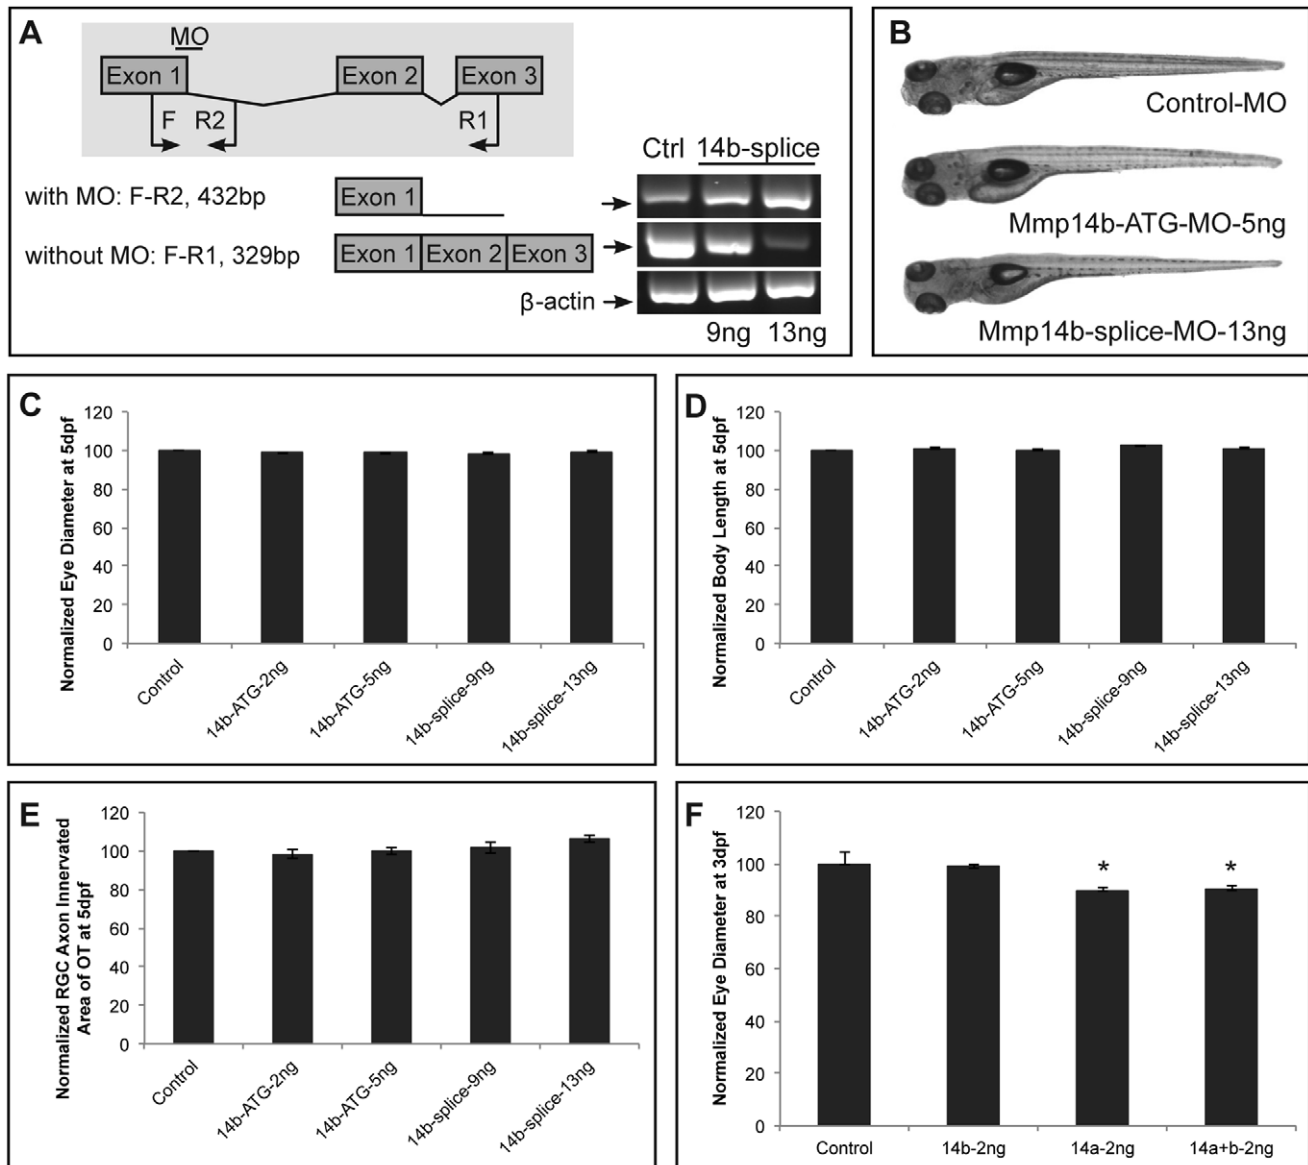 A
MO
Exon 1
Exon 2
Exon 3
F
R2
R1
Ctrl
14b-splice
with MO: F-R2, 432bp
Exon 1
without MO: F-R1, 329bp
Exon 1
Exon 2
Exon 3
β-actin
9ng
13ng
B
Control-MO
Mmp14b-ATG-MO-5ng
Mmp14b-splice-MO-13ng
C
Normalized Eye Diameter at 5dpf
120
100
80
60
40
20
0
Control
14b-ATG-2ng
14b-ATG-5ng
14b-splice-9ng
14b-splice-13ng
D
Normalized Body Length at 5dpf
120
100
80
60
40
20
0
Control
14b-ATG-2ng
14b-ATG-5ng
14b-splice-9ng
14b-splice-13ng
E
Normalized RGC Axon Innervated
Area of OT at 5dpf
120
100
80
60
40
20
0
Control
14b-ATG-2ng
14b-ATG-5ng
14b-splice-9ng
14b-splice-13ng
F
Normalized Eye Diameter at 3dpf
120
100
80
60
40
20
0
*
*
Control
14b-2ng
14a-2ng
14a+b-2ng